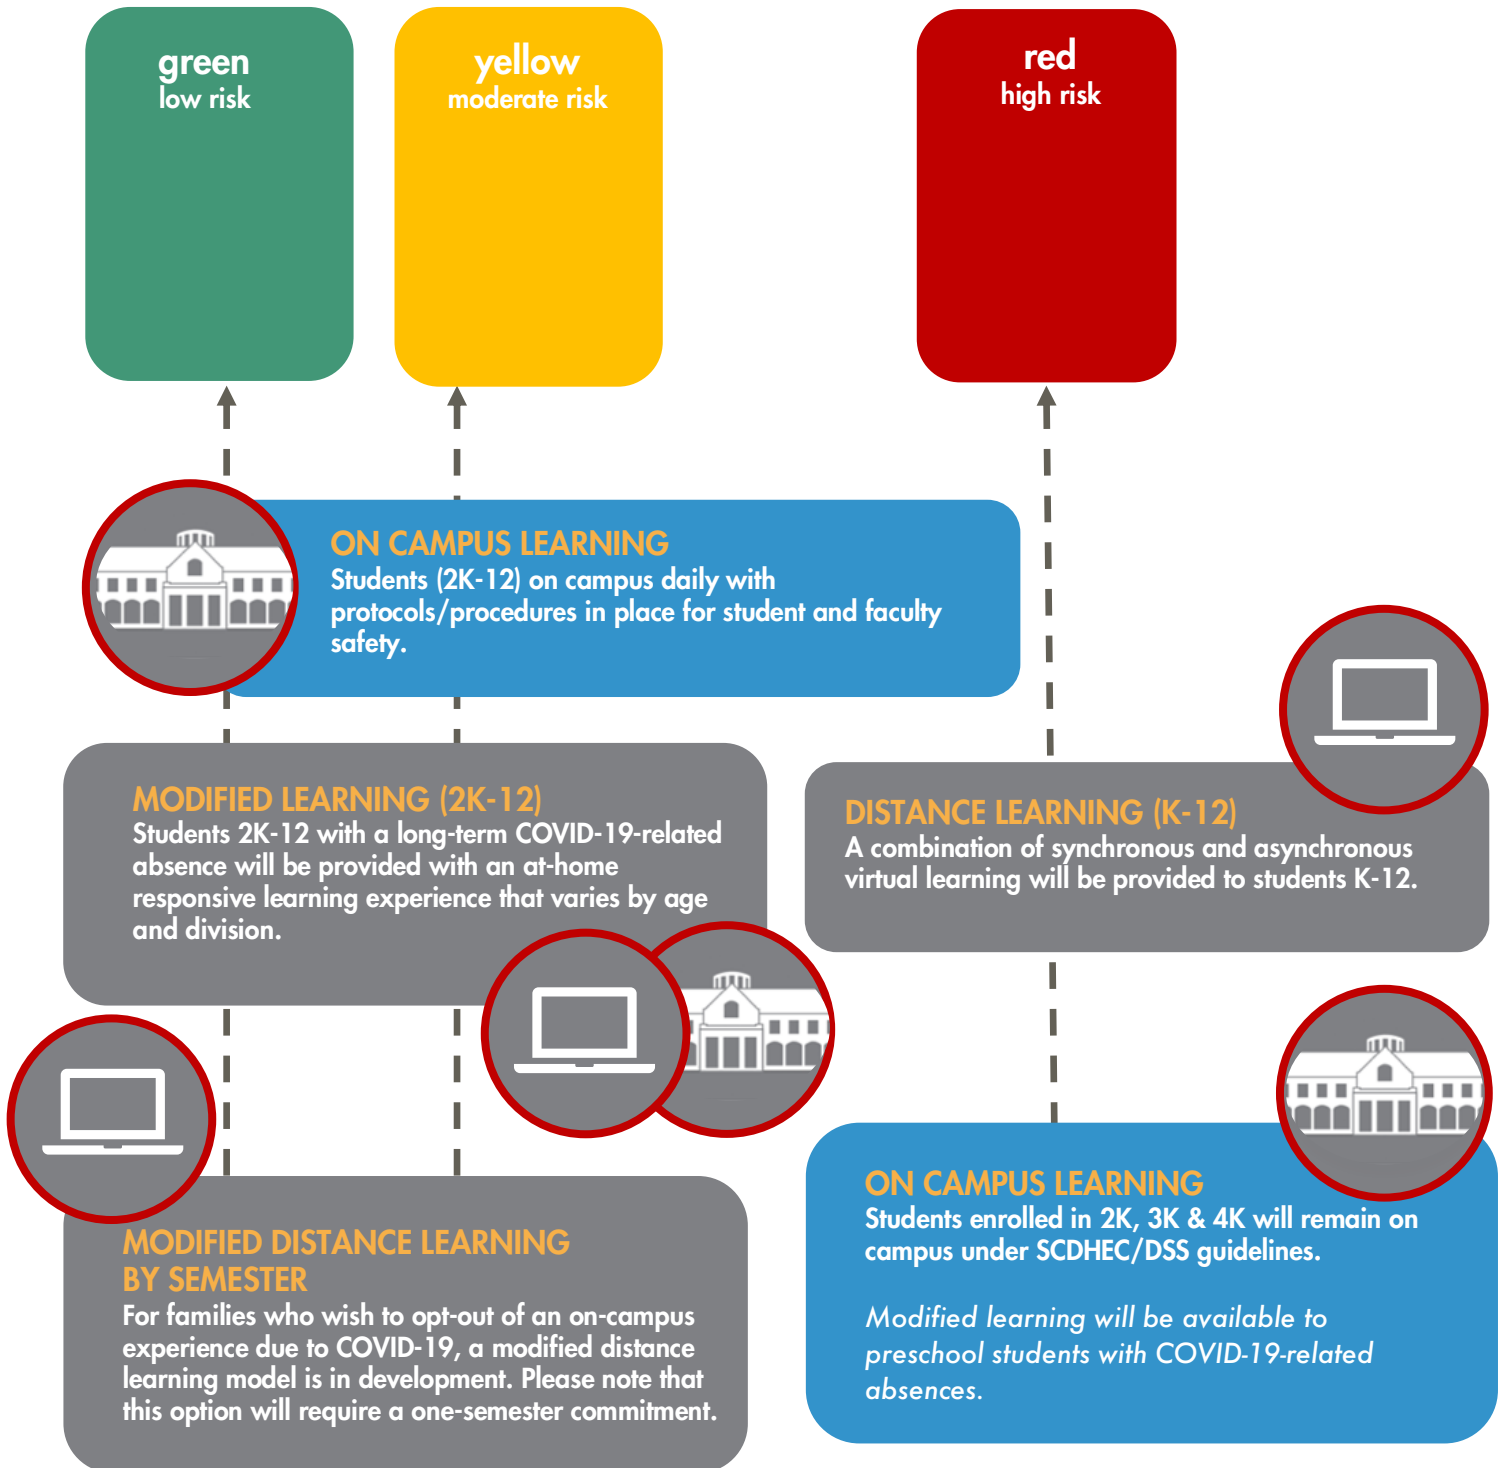 green
low risk
yellow
moderate risk
red
high risk
ON CAMPUS LEARNING
Students (2K-12) on campus daily with
protocols/procedures in place for student and faculty
safety.
MODIFIED LEARNING (2K-12)
Students 2K-12 with a long-term COVID-19-related
absence will be provided with an at-home
responsive learning experience that varies by age
and division.
DISTANCE LEARNING (K-12)
A combination of synchronous and asynchronous
virtual learning will be provided to students K-12.
MODIFIED DISTANCE LEARNING
BY SEMESTER
For families who wish to opt-out of an on-campus
experience due to COVID-19, a modified distance
learning model is in development. Please note that
this option will require a one-semester commitment.
ON CAMPUS LEARNING
Students enrolled in 2K, 3K & 4K will remain on
campus under SCDHEC/DSS guidelines.
Modified learning will be available to
preschool students with COVID-19-related
absences.